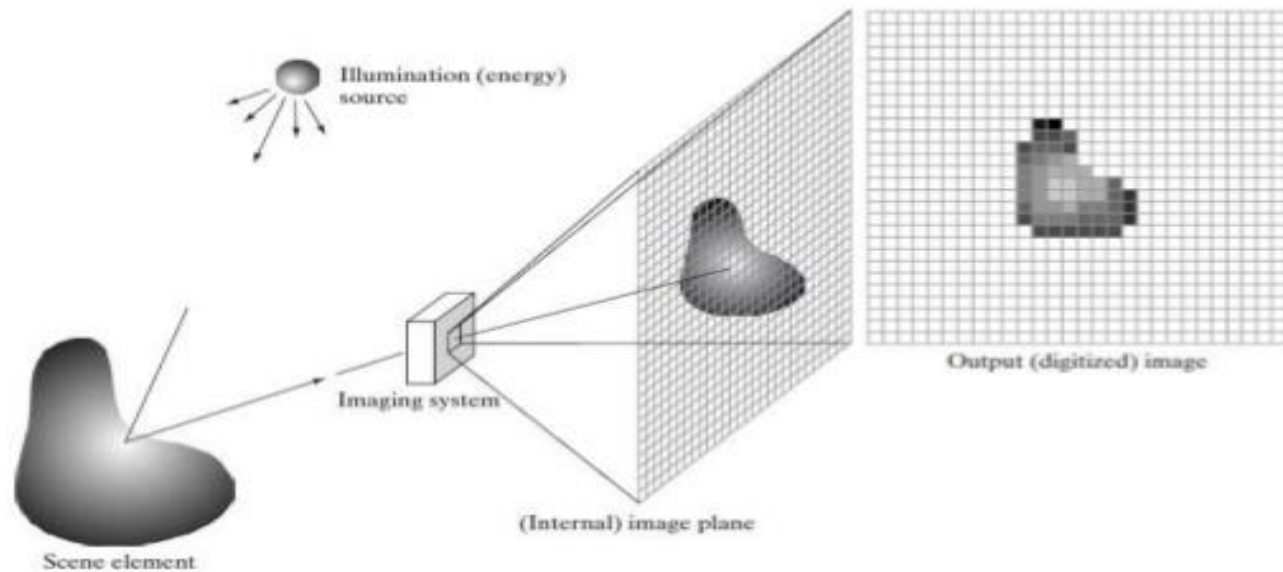 Illumination (energy)
source
Imaging system
Output (digitized) image
(Internal) image plane
Scene element